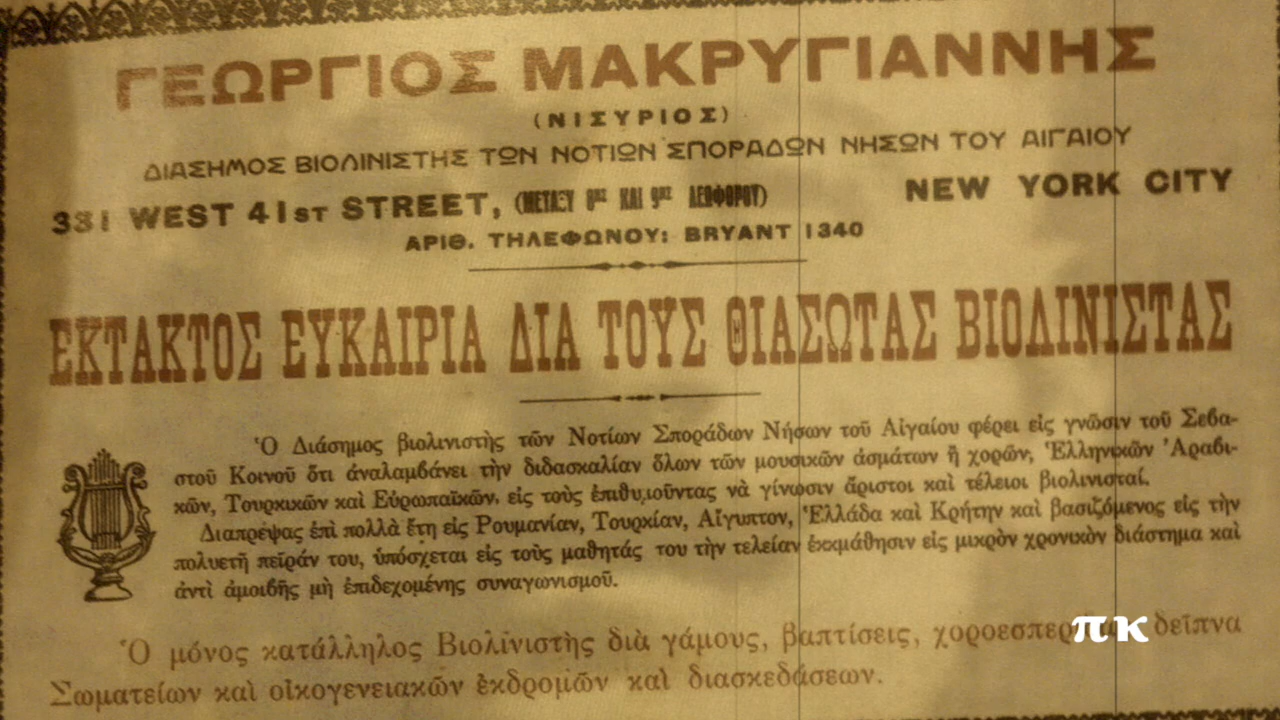 ΓΕΩΡΓΙΟΣ ΜΑΚΡΥΓΙΑΝΝΗΣ
(ΝΙΣΥΡΙΟΣ)
ΔΙΑΣΗΜΟΣ ΒΙΟΛΙΝΙΣΤΗΣ ΤΩΝ ΝΟΤΙΩΝ ΣΠΟΡΑΔΩΝ ΝΗΣΩΝ ΤΟΥ ΑΙΓΑΙΟΥ
331 WEST 41ST STREET, (ΜΕΤΑΞΥ 8ης ΚΑΙ 9ης ΛΕΩΦΟΡΟΥ) NEW YORK CITY
ΑΡΙΘ. ΤΗΛΕΦΩΝΟΥ: BRYANT 1340
ΕΚΤΑΚΤΟΣ ΕΥΚΑΙΡΙΑ ΔΙΑ ΤΟΥΣ ΘΙΑΣΩΤΑΣ ΒΙΟΛΙΝΙΣΤΑΣ
Ὁ Διάσημος βιολινιστὴς τῶν Νοτίων Σποράδων Νήσων τοῦ Αἰγαίου φέρει εἰς γνῶσιν τοῦ Σεβα-
στοῦ Κοινοῦ ὅτι ἀναλαμβάνει τὴν διδασκαλίαν ὅλων τῶν μουσικῶν ἀσμάτων ἢ χορῶν, Ἑλληνικῶν Ἀραβι-
κῶν, Τουρκικῶν καὶ Εὐρωπαϊκῶν, εἰς τοὺς ἐπιθυμοῦντας νὰ γίνωσιν ἄριστοι καὶ τέλειοι βιολινισταί.
Διαπρέψας ἐπὶ πολλὰ ἔτη εἰς Ρουμανίαν, Τουρκίαν, Αἴγυπτον, Ἑλλάδα καὶ Κρήτην καὶ βασιζόμενος εἰς τὴν
πολυετῆ πεῖράν του, ὑπόσχεται εἰς τοὺς μαθητάς του τὴν τελείαν ἐκμάθησιν εἰς μικρὸν χρονικὸν διάστημα καὶ
ἀντὶ ἀμοιβῆς μὴ ἐπιδεχομένης συναγωνισμοῦ.
Ὁ μόνος κατάλληλος Βιολινιστὴς διὰ γάμους, βαπτίσεις, δεῖπνα
Σωματείων καὶ οἰκογενειακῶν ἐκδρομῶν καὶ διασκεδάσεων.
πκ